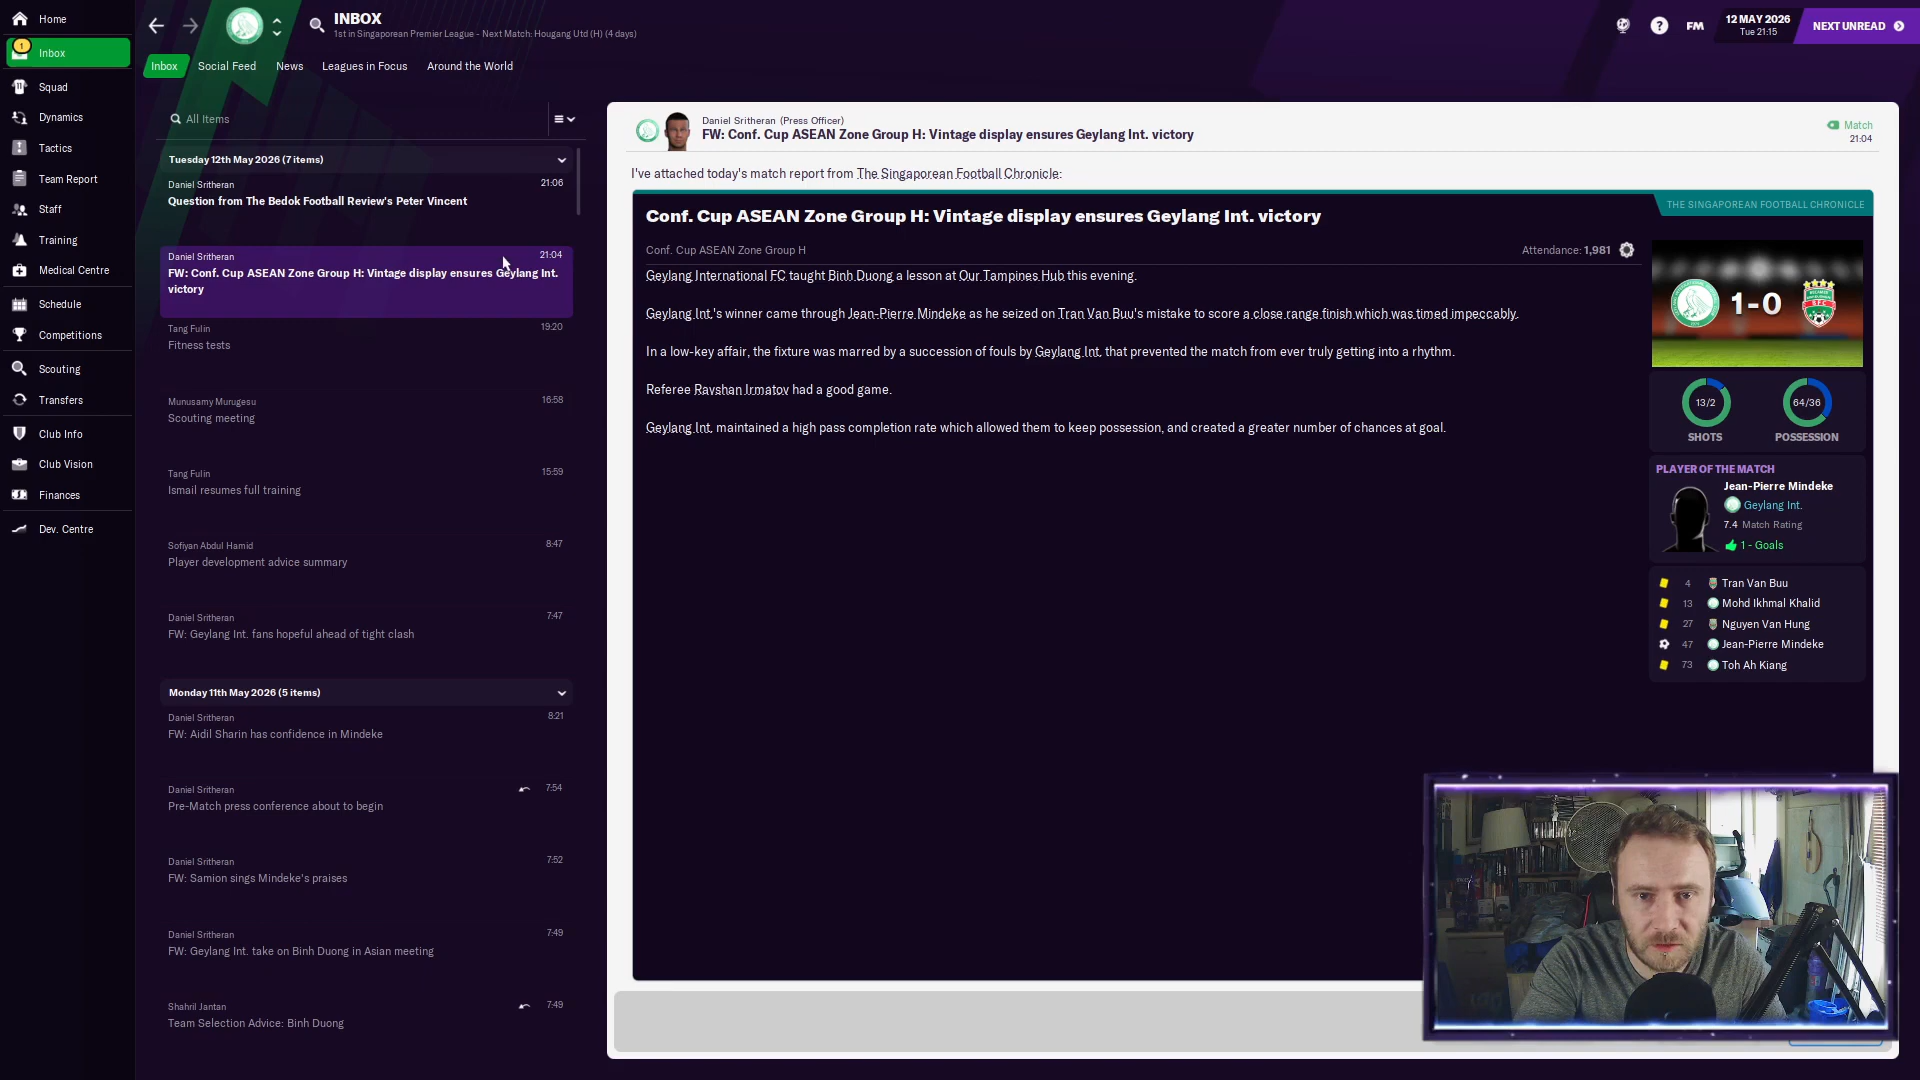 Home
1
Inbox
Squad
Dynamics
Tactics
Team Report
Staff
Training
Medical Centre
Schedule
Competitions
Scouting
Transfers
Club Info
Club Vision
Finances
Dev. Centre
INBOX
1st in Singaporean Premier League - Next Match: Hougang Utd (H) (4 days)
FM
12 MAY 2026
Tue 21:15
NEXT UNREAD
Inbox
Social Feed
News
Leagues in Focus
Around the World
All Items
Tuesday 12th May 2026 (7 items)
Daniel Sritheran 21:06
Question from The Bedok Football Review's Peter Vincent
Daniel Sritheran 21:04
FW: Conf. Cup ASEAN Zone Group H: Vintage display ensures Geylang Int.
victory
Tang Fulin 19:20
Fitness tests
Munusamy Murugesu 16:58
Scouting meeting
Tang Fulin 15:59
Ismail resumes full training
Sofiyan Abdul Hamid 8:47
Player development advice summary
Daniel Sritheran 7:47
FW: Geylang Int. fans hopeful ahead of tight clash
Monday 11th May 2026 (5 items)
Daniel Sritheran 8:21
FW: Aidil Sharin has confidence in Mindeke
Daniel Sritheran 7:54
Pre-Match press conference about to begin
Daniel Sritheran 7:52
FW: Samion sings Mindeke's praises
Daniel Sritheran 7:49
FW: Geylang Int. take on Binh Duong in Asian meeting
Shahril Jantan 7:49
Team Selection Advice: Binh Duong
Daniel Sritheran (Press Officer)
FW: Conf. Cup ASEAN Zone Group H: Vintage display ensures Geylang Int. victory
Match
21:04
I've attached today's match report from The Singaporean Football Chronicle:
THE SINGAPOREAN FOOTBALL CHRONICLE
Conf. Cup ASEAN Zone Group H: Vintage display ensures Geylang Int. victory
Conf. Cup ASEAN Zone Group H
Attendance: 1,981
Geylang International FC taught Binh Duong a lesson at Our Tampines Hub this evening.
Geylang Int.'s winner came through Jean-Pierre Mindeke as he seized on Tran Van Buu's mistake to score a close range finish which was timed impeccably.
In a low-key affair, the fixture was marred by a succession of fouls by Geylang Int. that prevented the match from ever truly getting into a rhythm.
Referee Ravshan Irmatov had a good game.
Geylang Int. maintained a high pass completion rate which allowed them to keep possession, and created a greater number of chances at goal.
1-0
13/2
SHOTS
64/36
POSSESSION
PLAYER OF THE MATCH
Jean-Pierre Mindeke
Geylang Int.
7.4 Match Rating
1 - Goals
4 Tran Van Buu
13 Mohd Ikhmal Khalid
27 Nguyen Van Hung
47 Jean-Pierre Mindeke
73 Toh Ah Kiang